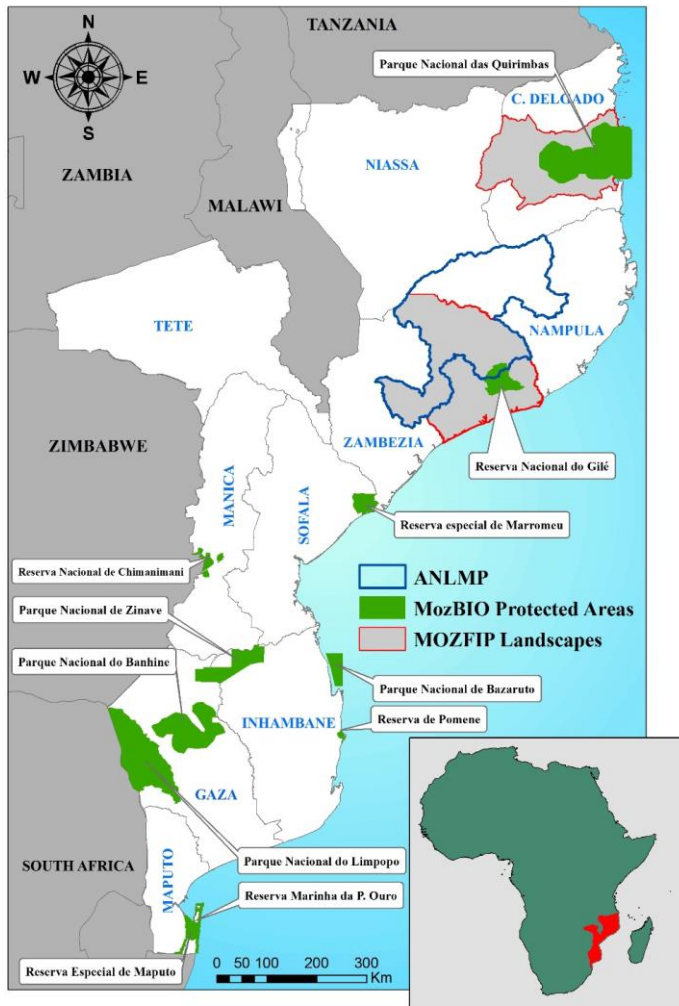 N
W E
S
TANZANIA
Parque Nacional das Quirimbas
C. DELGADO
ZAMBIA
NIASSA
MALAWI
TETE
NAMPULA
ZIMBABWE
ZAMBEZIA
Reserva Nacional do Gilé
MANICA
SOFALA
Reserva especial de Marromeu
Reserva Nacional de Chimanimani
ANLMP
MozBIO Protected Areas
MOZFIP Landscapes
Parque Nacional de Zinave
Parque Nacional do Banhine
Parque Nacional de Bazaruto
INHAMBANE
Reserva de Pomene
GAZA
SOUTH AFRICA
MAPUTO
Parque Nacional do Limpopo
Reserva Marinha da P. Ouro
Reserva Especial de Maputo
0 50 100 200 300
Km